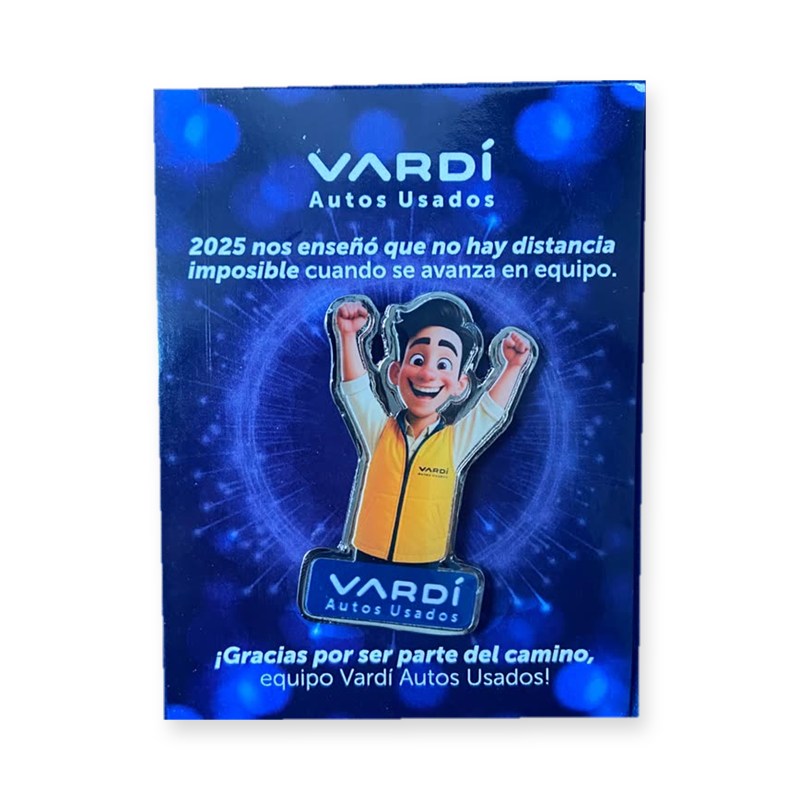 VARDÍ
Autos Usados
2025 nos enseñó que no hay distancia
imposible cuando se avanza en equipo.
VARDÍ
VARDÍ
Autos Usados
¡Gracias por ser parte del camino,
equipo Vardí Autos Usados!